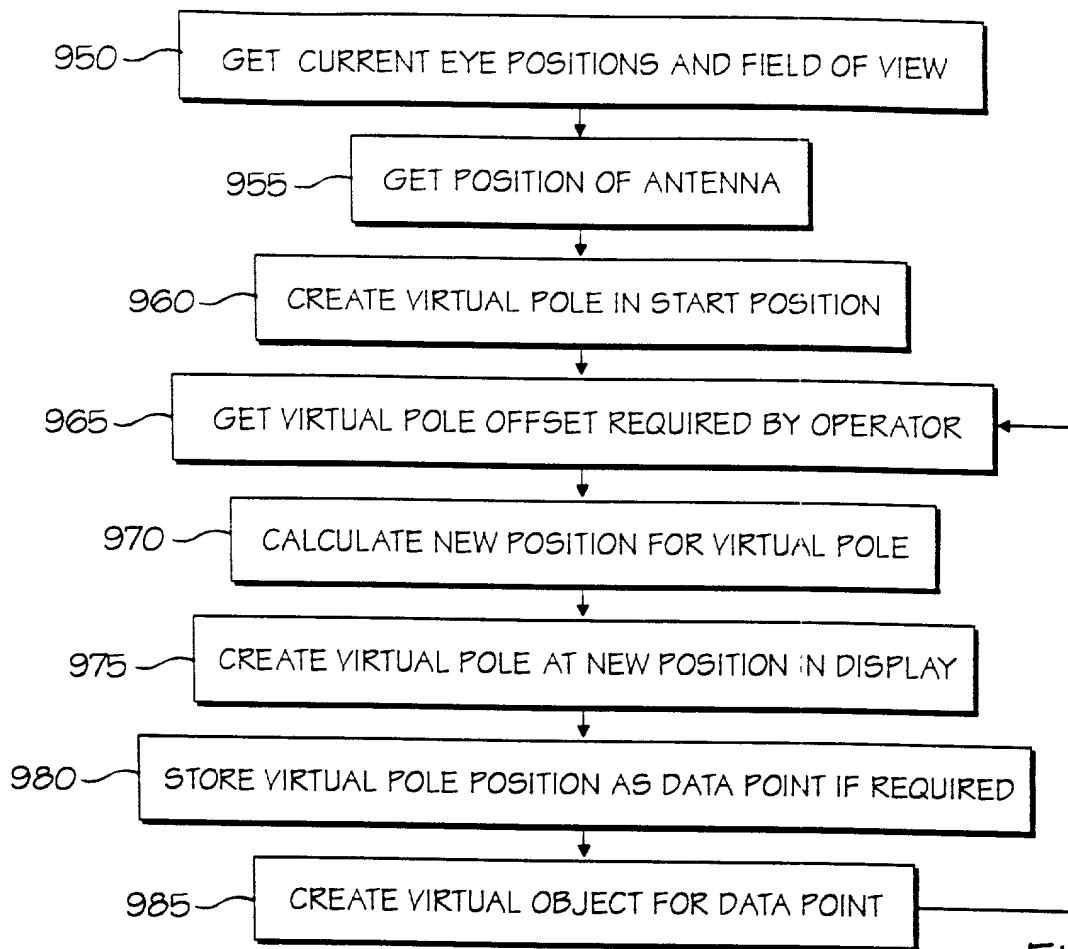 950 GET CURRENT EYE POSITIONS AND FIELD OF VIEW
955 GET POSITION OF ANTENNA
960 CREATE VIRTUAL POLE IN START POSITION
965 GET VIRTUAL POLE OFFSET REQUIRED BY OPERATOR
970 CALCULATE NEW POSITION FOR VIRTUAL POLE
975 CREATE VIRTUAL POLE AT NEW POSITION IN DISPLAY
980 STORE VIRTUAL POLE POSITION AS DATA POINT IF REQUIRED
985 CREATE VIRTUAL OBJECT FOR DATA POINT